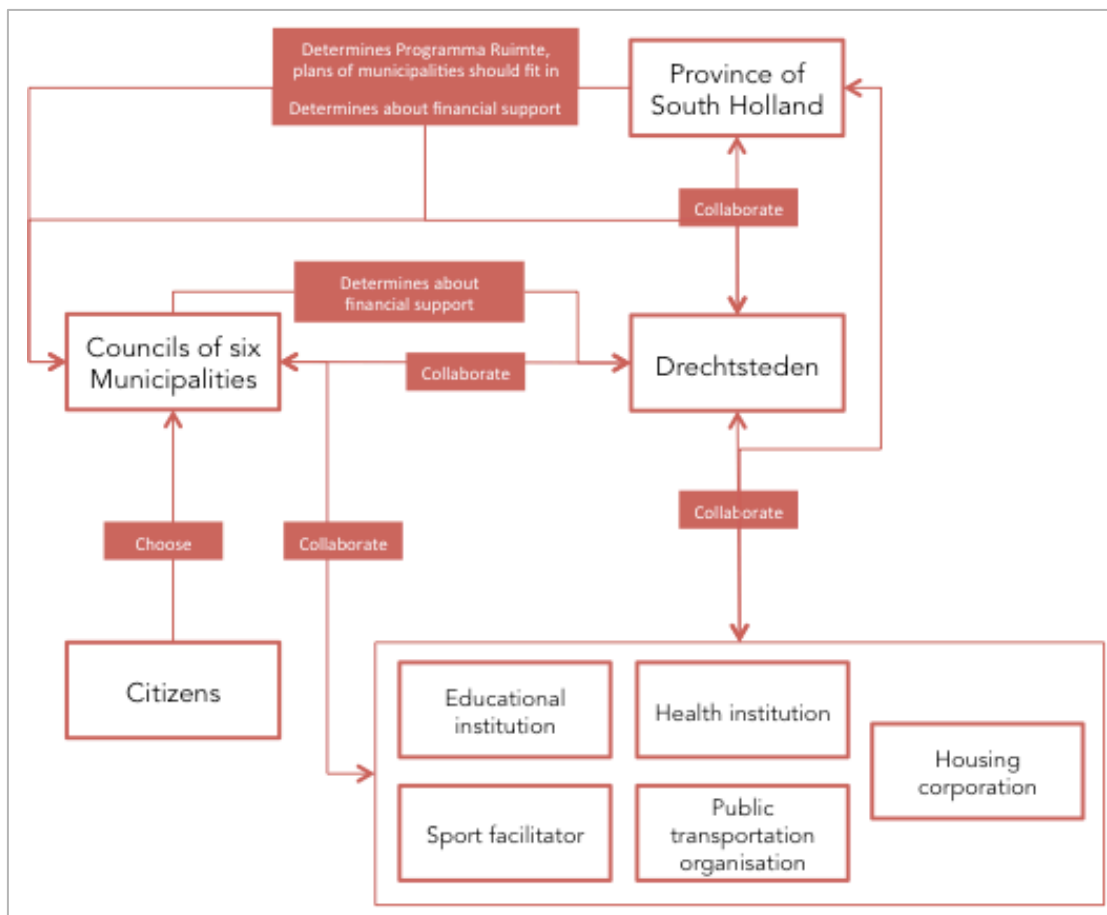 Determines Programma Ruimte,
plans of municipalities should fit in
Determines about financial support
Province of
South Holland
Collaborate
Determines about
financial support
Councils of six
Municipalities
Collaborate
Drechtsteden
Choose
Collaborate
Collaborate
Citizens
Educational
institution
Health institution
Housing
corporation
Sport facilitator
Public
transportation
organisation